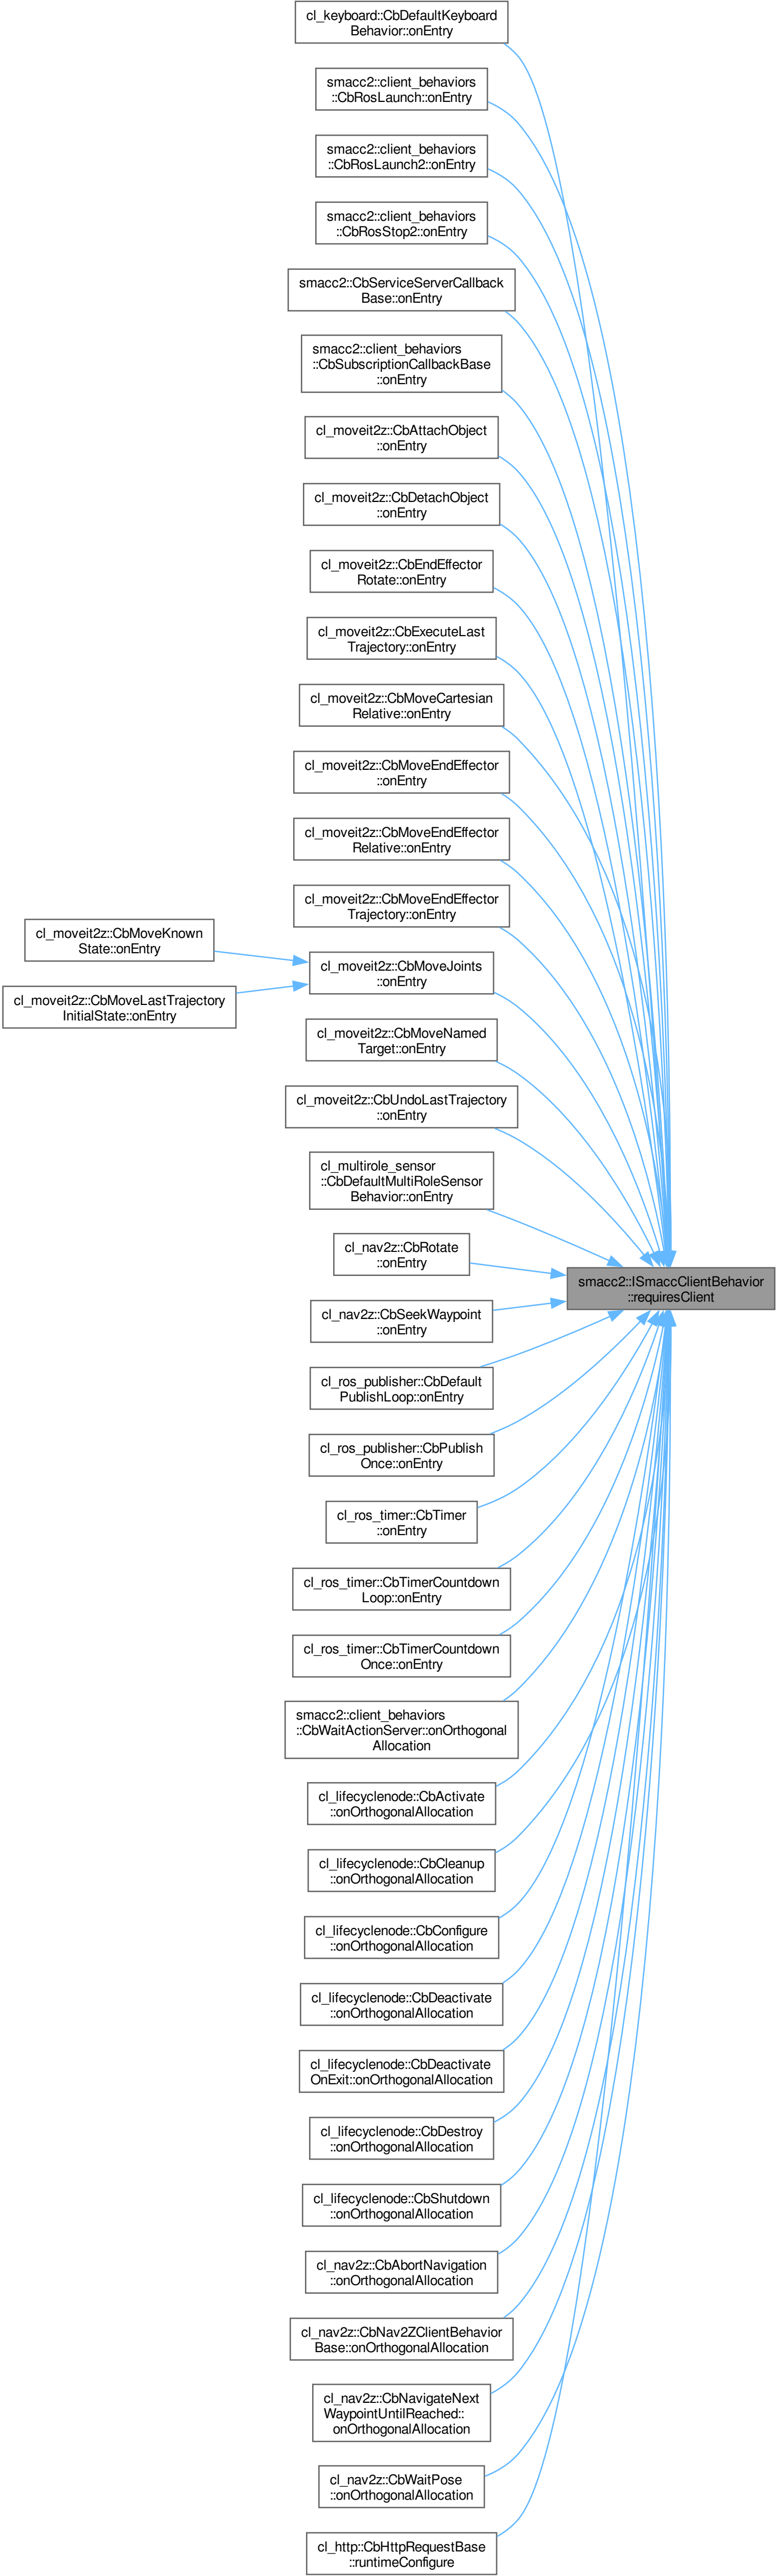 cl_keyboard::CbDefaultKeyboard
Behavior::onEntry
smacc2::client_behaviors
::CbRosLaunch::onEntry
smacc2::client_behaviors
::CbRosLaunch2::onEntry
smacc2::client_behaviors
::CbRosStop2::onEntry
smacc2::CbServiceServerCallback
Base::onEntry
smacc2::client_behaviors
::CbSubscriptionCallbackBase
::onEntry
cl_moveit2z::CbAttachObject
::onEntry
cl_moveit2z::CbDetachObject
::onEntry
cl_moveit2z::CbEndEffector
Rotate::onEntry
cl_moveit2z::CbExecuteLast
Trajectory::onEntry
cl_moveit2z::CbMoveCartesian
Relative::onEntry
cl_moveit2z::CbMoveEndEffector
::onEntry
cl_moveit2z::CbMoveEndEffector
Relative::onEntry
cl_moveit2z::CbMoveEndEffector
Trajectory::onEntry
cl_moveit2z::CbMoveKnown
State::onEntry
cl_moveit2z::CbMoveJoints
::onEntry
cl_moveit2z::CbMoveLastTrajectory
InitialState::onEntry
cl_moveit2z::CbMoveNamed
Target::onEntry
cl_moveit2z::CbUndoLastTrajectory
::onEntry
cl_multirole_sensor
::CbDefaultMultiRoleSensor
Behavior::onEntry
cl_nav2z::CbRotate
::onEntry
smacc2::ISmaccClientBehavior
::requiresClient
cl_nav2z::CbSeekWaypoint
::onEntry
cl_ros_publisher::CbDefault
PublishLoop::onEntry
cl_ros_publisher::CbPublish
Once::onEntry
cl_ros_timer::CbTimer
::onEntry
cl_ros_timer::CbTimerCountdown
Loop::onEntry
cl_ros_timer::CbTimerCountdown
Once::onEntry
smacc2::client_behaviors
::CbWaitActionServer::onOrthogonal
Allocation
cl_lifecyclenode::CbActivate
::onOrthogonalAllocation
cl_lifecyclenode::CbCleanup
::onOrthogonalAllocation
cl_lifecyclenode::CbConfigure
::onOrthogonalAllocation
cl_lifecyclenode::CbDeactivate
::onOrthogonalAllocation
cl_lifecyclenode::CbDeactivate
OnExit::onOrthogonalAllocation
cl_lifecyclenode::CbDestroy
::onOrthogonalAllocation
cl_lifecyclenode::CbShutdown
::onOrthogonalAllocation
cl_nav2z::CbAbortNavigation
::onOrthogonalAllocation
cl_nav2z::CbNav2ZClientBehavior
Base::onOrthogonalAllocation
cl_nav2z::CbNavigateNext
WaypointUntilReached::
onOrthogonalAllocation
cl_nav2z::CbWaitPose
::onOrthogonalAllocation
cl_http::CbHttpRequestBase
::runtimeConfigure